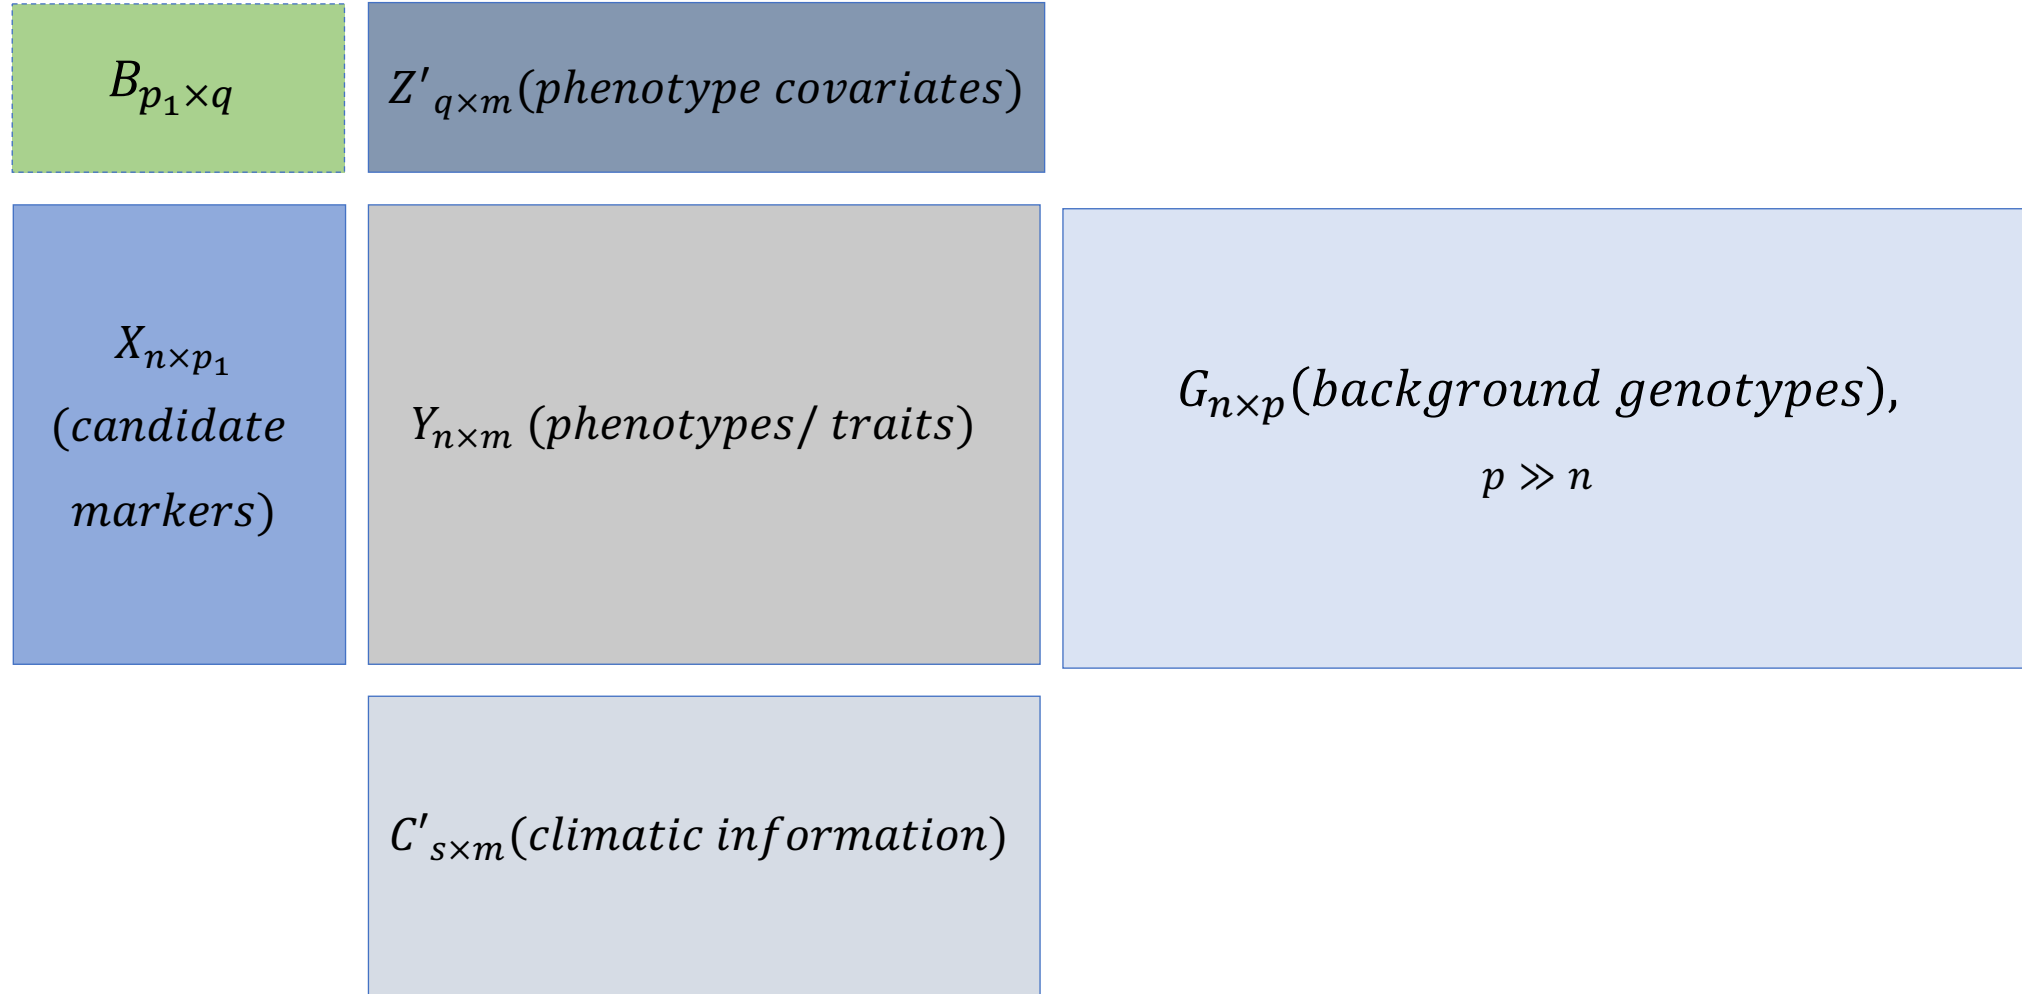 B_{p_1×q}
Z'_{q×m}(phenotype covariates)
X_{n×p_1}
(candidate
markers)
Y_{n×m} (phenotypes/ traits)
G_{n×p}(background genotypes),
p ≫ n
C'_{s×m}(climatic information)